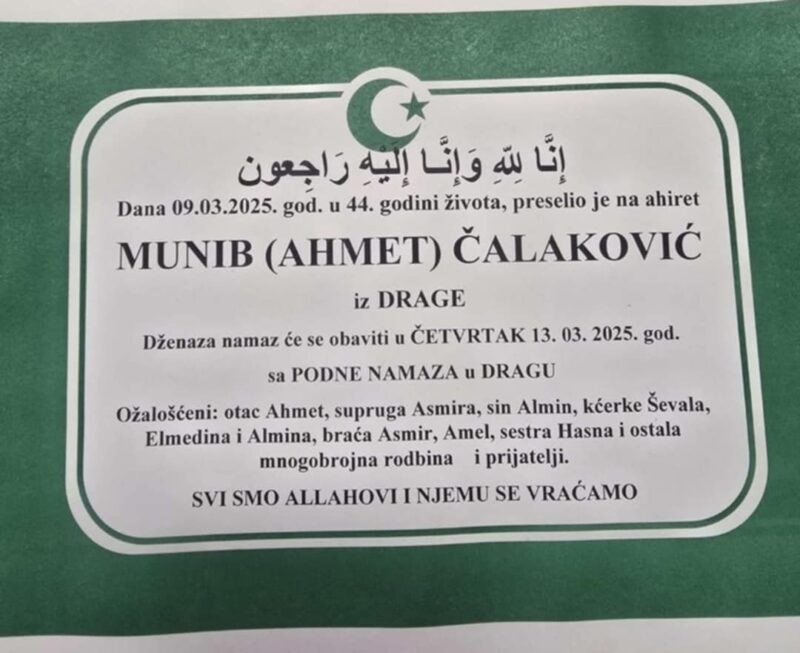 إِنَّا لِلّٰهِ وَإِنَّـا إِلَيْهِ رَاجِعون
Dana 09.03.2025. god. u 44. godini života, preselio je na ahiret
MUNIB (AHMET) ČALAKOVIĆ
iz DRAGE
Dženaza namaz će se obaviti u ČETVRTAK 13. 03. 2025. god.
sa PODNE NAMAZA u DRAGU
Ožalošćeni: otac Ahmet, supruga Asmira, sin Almin, kćerke Ševala,
Elmedina i Almina, braća Asmir, Amel, sestra Hasna i ostala
mnogobrojna rodbina i prijatelji.
SVI SMO ALLAHOVI I NJEMU SE VRAĆAMO